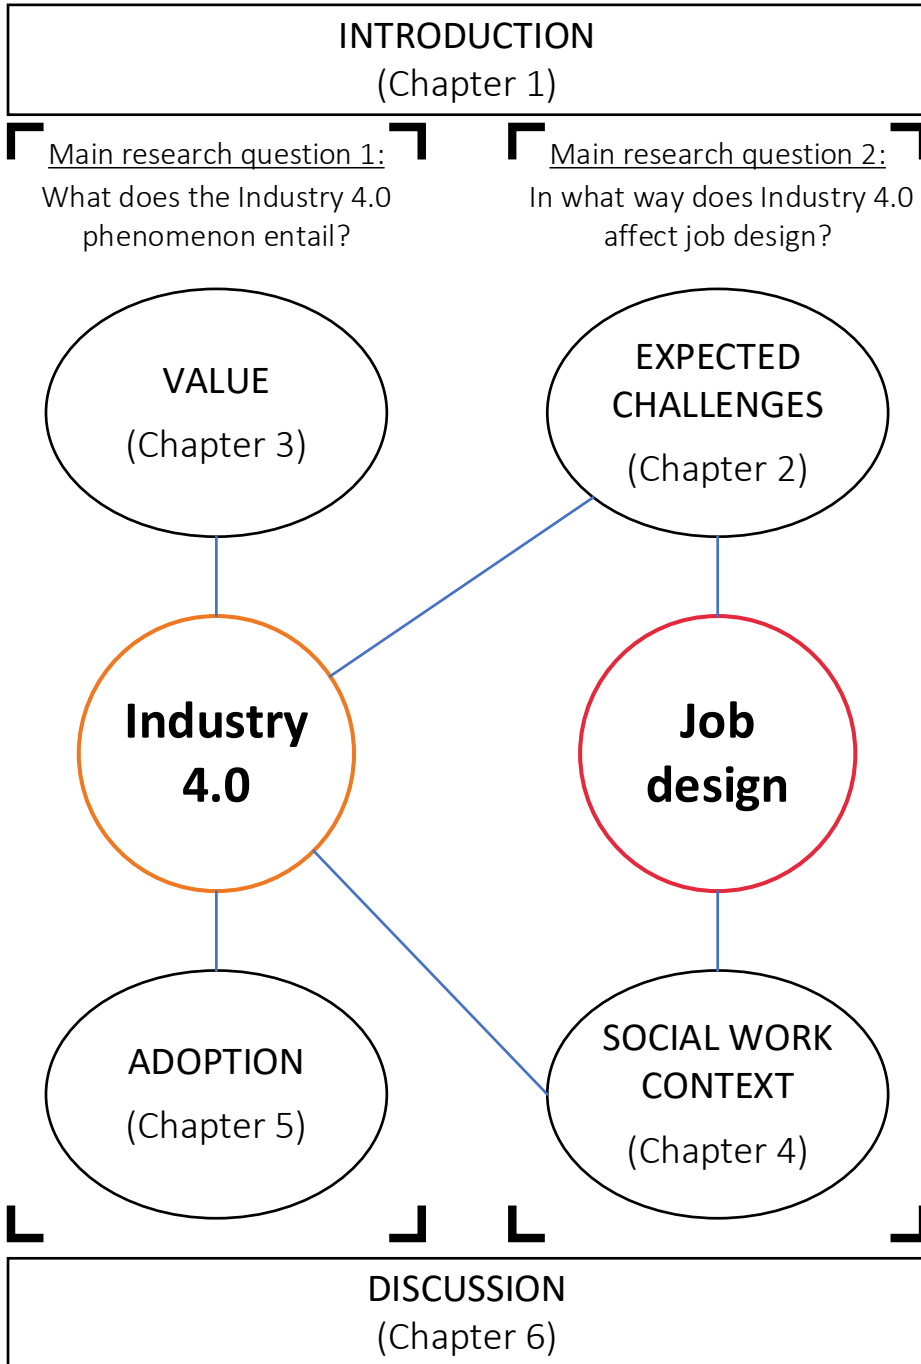 INTRODUCTION
(Chapter 1)
Main research question 1:
What does the Industry 4.0
phenomenon entail?
Main research question 2:
In what way does Industry 4.0
affect job design?
VALUE
(Chapter 3)
EXPECTED
CHALLENGES
(Chapter 2)
Industry
4.0
Job
design
ADOPTION
(Chapter 5)
SOCIAL WORK
CONTEXT
(Chapter 4)
DISCUSSION
(Chapter 6)